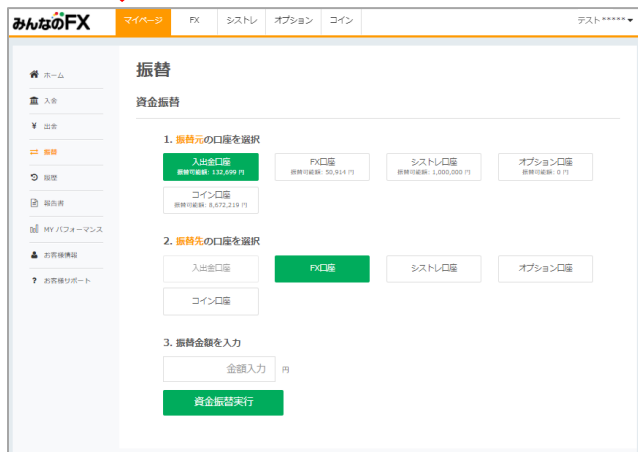 みんなのFX
マイページ FX シストレ オプション コイン テスト*****
ホーム
入金
出金
振替
履歴
報告書
MY パフォーマンス
お客様情報
お客様サポート
振替
資金振替
1. 振替元の口座を選択
入出金口座 FX口座 シストレ口座 オプション口座
振替可能額: 132,699 円 振替可能額: 50,914 円 振替可能額: 1,000,000 円 振替可能額: 0 円
コイン口座
振替可能額: 8,672,219 円
2. 振替先の口座を選択
入出金口座 FX口座 シストレ口座 オプション口座
コイン口座
3. 振替金額を入力
金額入力 円
資金振替実行